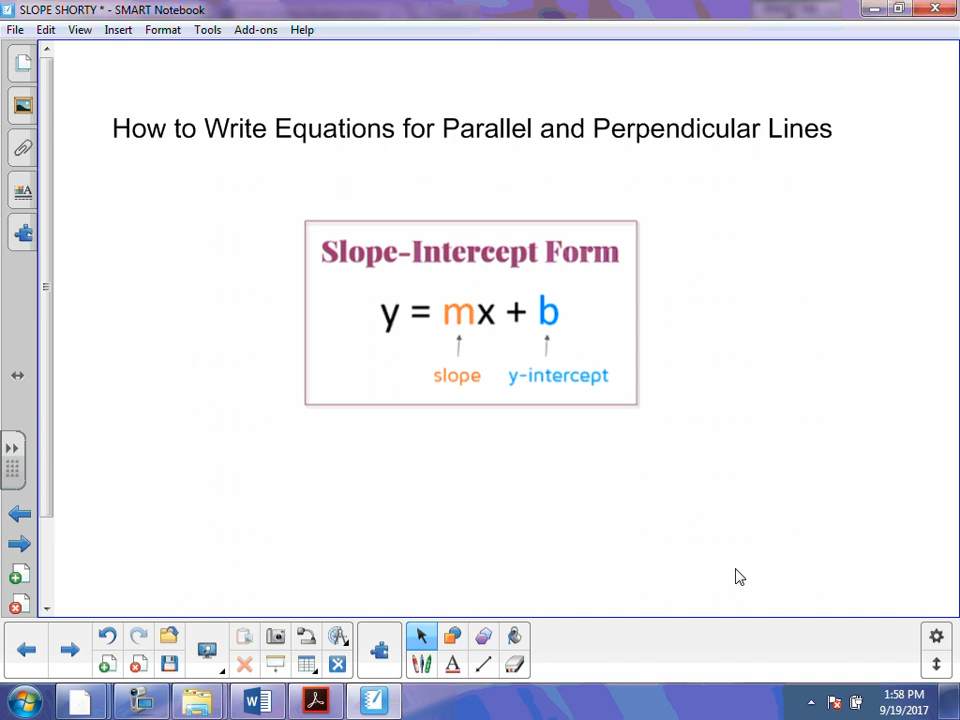 SLOPE SHORTY * - SMART Notebook
File Edit View Insert Format Tools Add-ons Help
How to Write Equations for Parallel and Perpendicular Lines
Slope-Intercept Form
y = mx + b
slope y-intercept
1:58 PM
9/19/2017